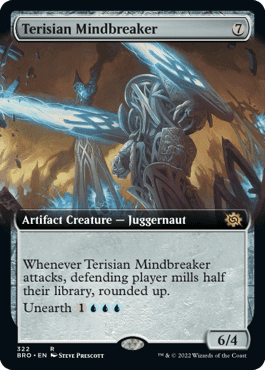 Terisian Mindbreaker 7
Artifact Creature — Juggernaut
Whenever Terisian Mindbreaker
attacks, defending player mills half
their library, rounded up.
Unearth 1
6/4
322 R
BRO • EN Steve Prescott ™ & © 2022 Wizards of the Coast